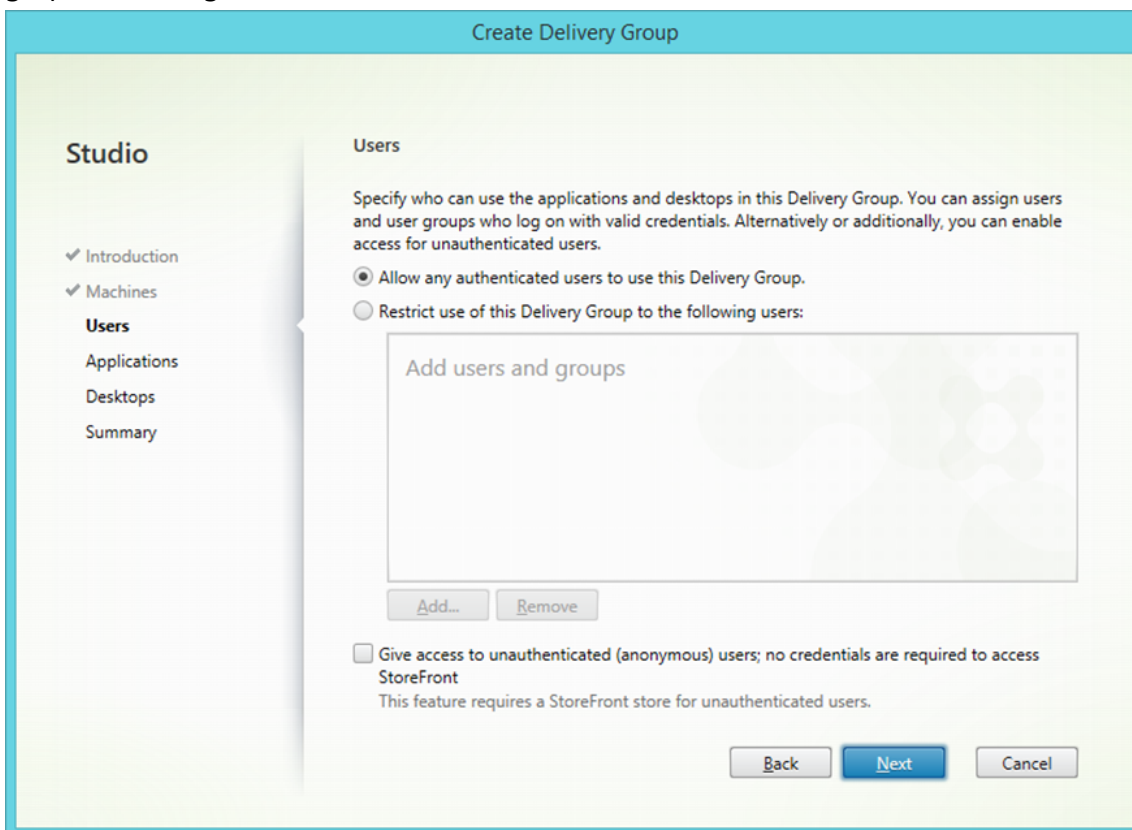 Create Delivery Group
Studio
✔ Introduction
✔ Machines
Users
Applications
Desktops
Summary
Users
Specify who can use the applications and desktops in this Delivery Group. You can assign users
and user groups who log on with valid credentials. Alternatively or additionally, you can enable
access for unauthenticated users.
Allow any authenticated users to use this Delivery Group.
Restrict use of this Delivery Group to the following users:
Add users and groups
Add... Remove
Give access to unauthenticated (anonymous) users; no credentials are required to access
StoreFront
This feature requires a StoreFront store for unauthenticated users.
Back Next Cancel